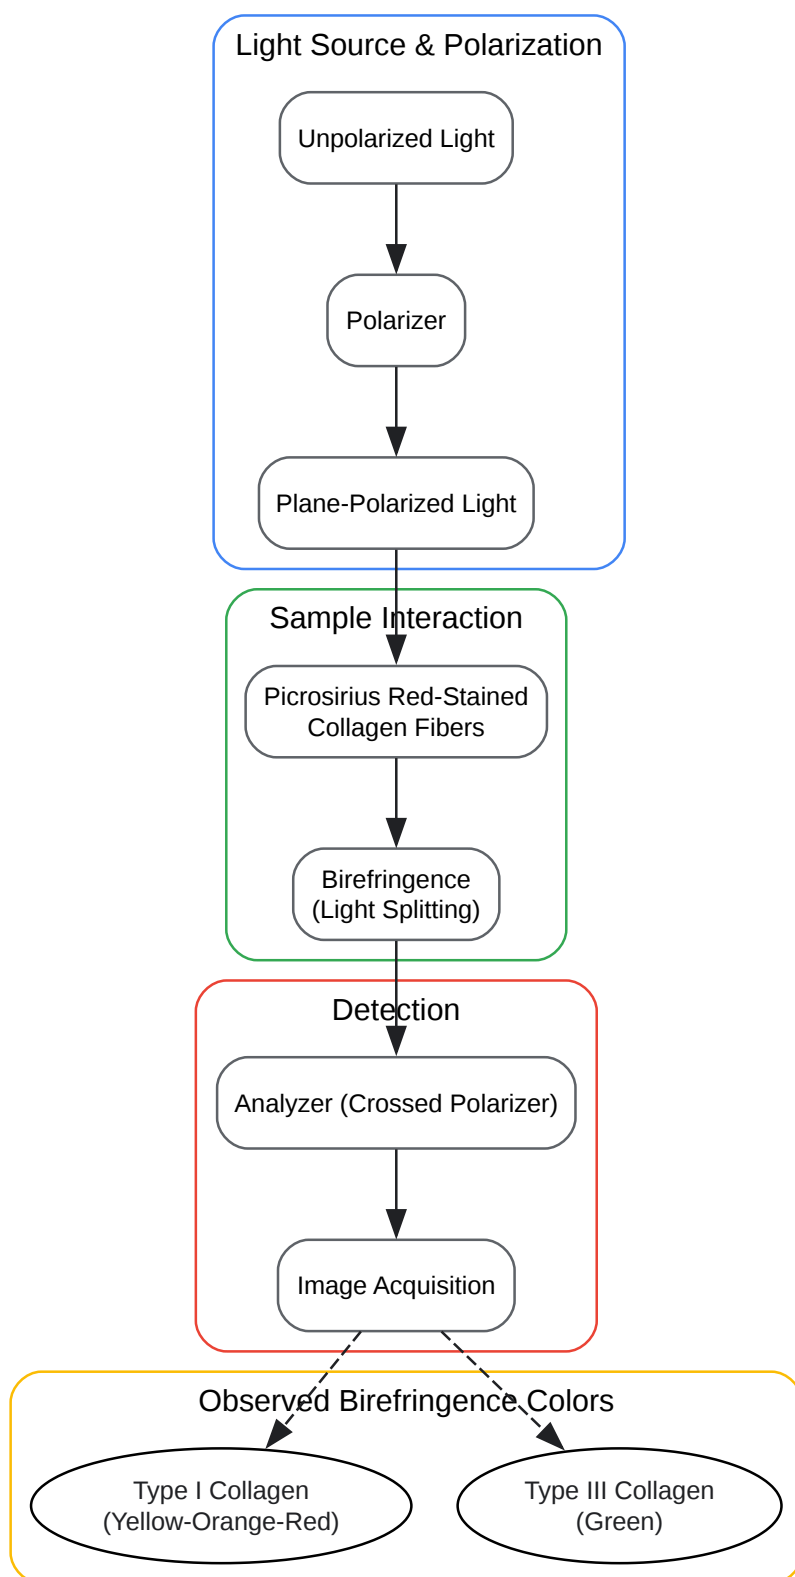 Light Source & Polarization
Unpolarized Light
Polarizer
Plane-Polarized Light
Sample Interaction
Picrosirius Red-Stained
Collagen Fibers
Birefringence
(Light Splitting)
Detection
Analyzer (Crossed Polarizer)
Image Acquisition
Observed Birefringence Colors
Type I Collagen
(Yellow-Orange-Red)
Type III Collagen
(Green)